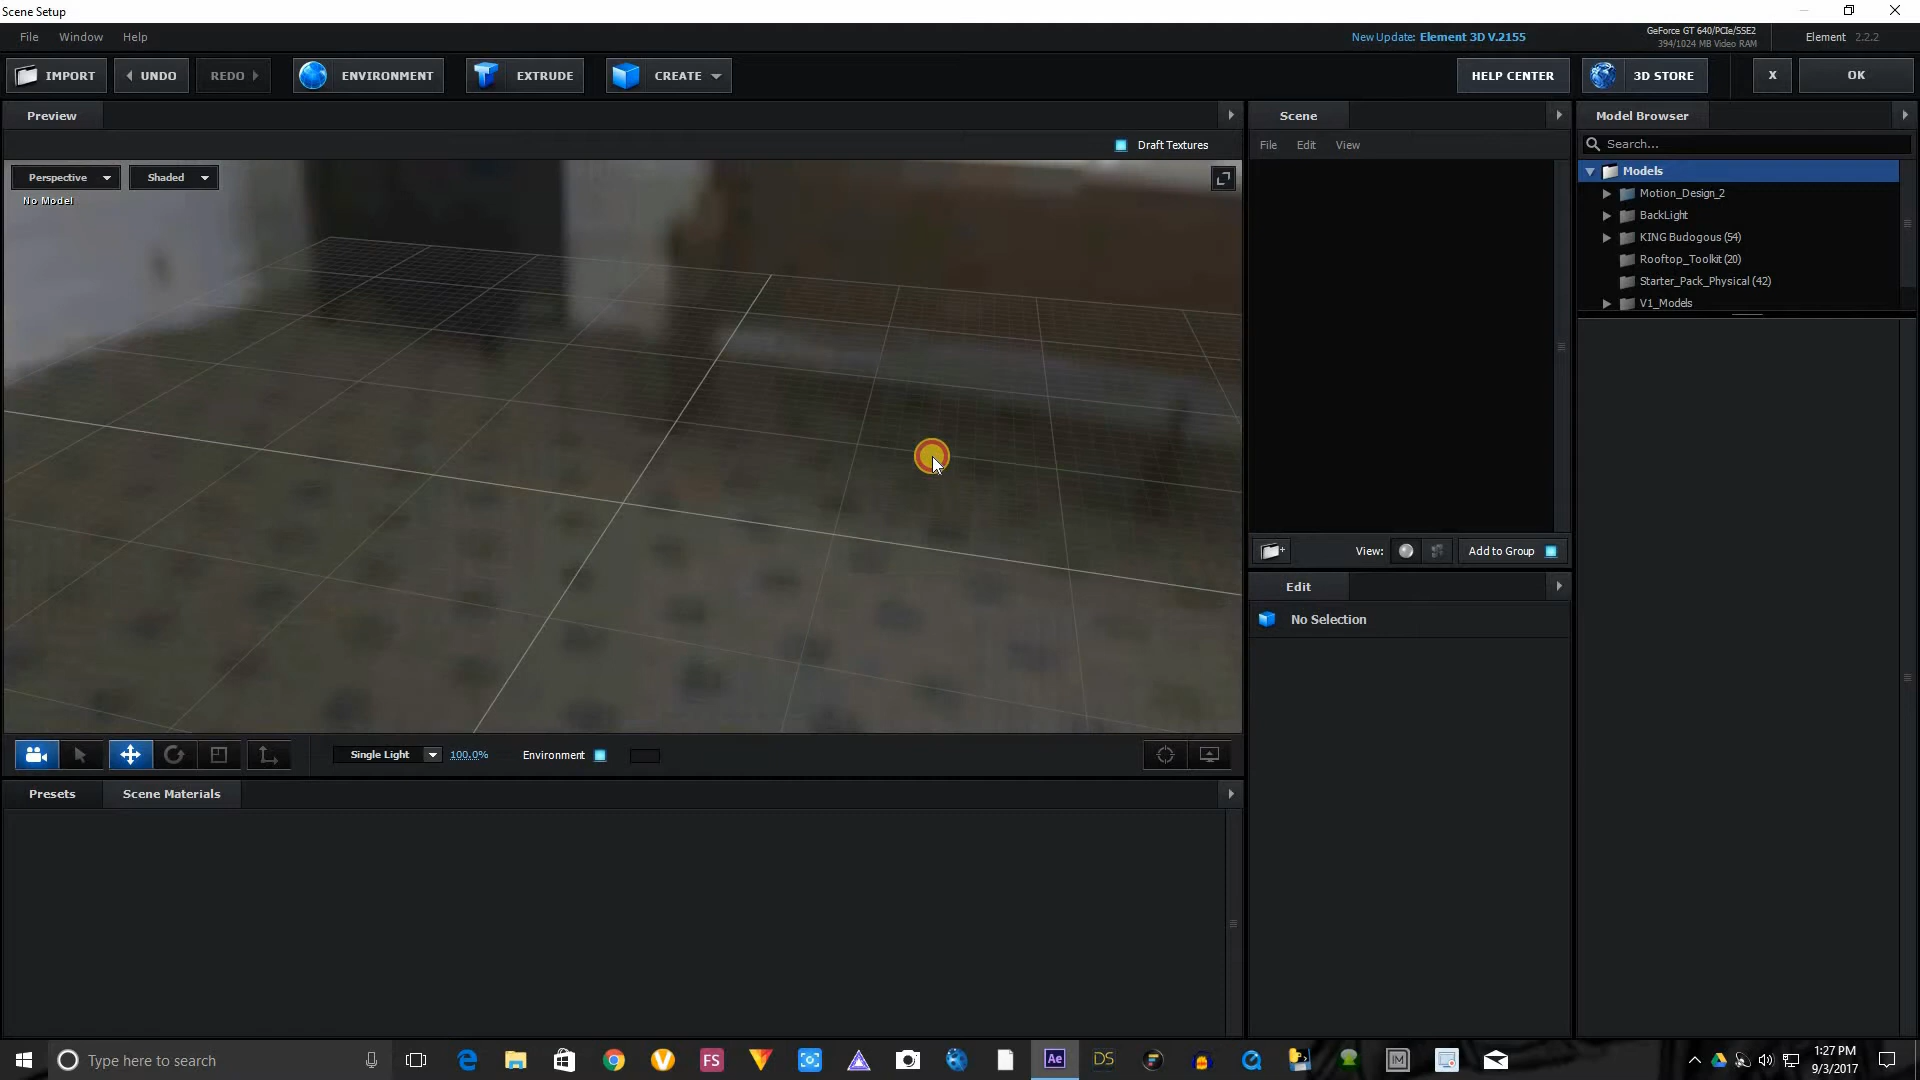 Scene Setup
File Window Help
New Update: Element 3D V.2155
GeForce GT 640/PCIe/SSE2
394/1024 MB Video RAM
Element 2.2.2
IMPORT
UNDO
REDO
ENVIRONMENT
EXTRUDE
CREATE
HELP CENTER
3D STORE
X
OK
Preview
Draft Textures
Perspective
Shaded
No Model
Scene
File Edit View
Model Browser
Search...
Models
Motion_Design_2
BackLight
KING Budogous (54)
Rooftop_Toolkit (20)
Starter_Pack_Physical (42)
V1_Models
View:
Add to Group
Edit
No Selection
Single Light
100.0%
Environment
Presets
Scene Materials
Type here to search
FS
Ae
DS
IM
1:27 PM
9/3/2017